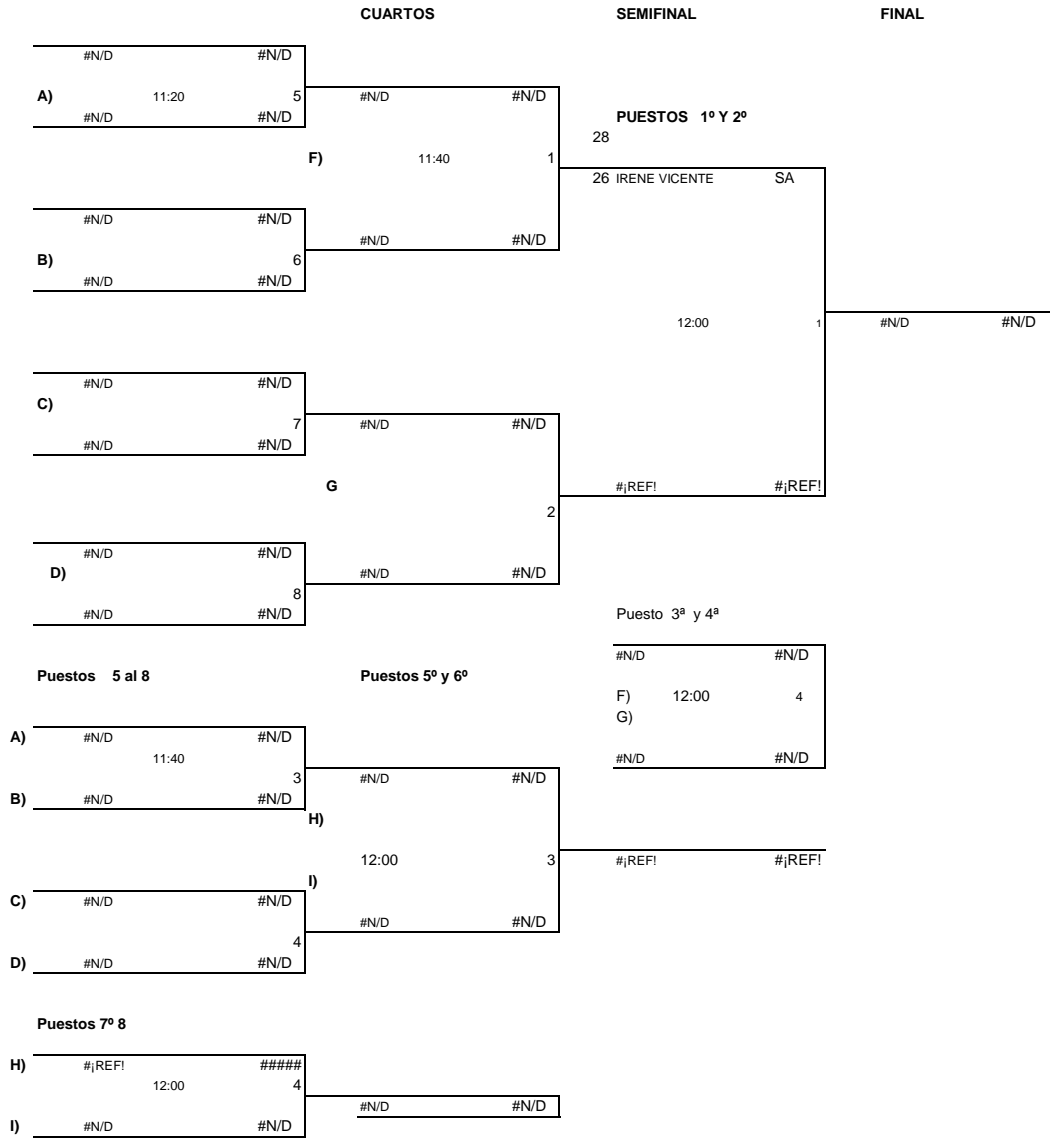 CUARTOS SEMIFINAL FINAL
#N/D #N/D
A) 11:20 5 #N/D #N/D
#N/D #N/D PUESTOS 1º Y 2º
28
F) 11:40 1
26 IRENE VICENTE SA
#N/D #N/D
#N/D #N/D
B) 6
#N/D #N/D
12:00 1 #N/D #N/D
#N/D #N/D
C)
7 #N/D #N/D
#N/D #N/D
G #¡REF! #¡REF!
2
#N/D #N/D
D) #N/D #N/D
8
#N/D #N/D Puesto 3ª y 4ª
#N/D #N/D
Puestos 5 al 8 Puestos 5º y 6º
F) 12:00 4
G)
A) #N/D #N/D
11:40 #N/D #N/D
3 #N/D #N/D
B) #N/D #N/D
H)
12:00 3 #¡REF! #¡REF!
I)
C) #N/D #N/D
#N/D #N/D
4
D) #N/D #N/D
Puestos 7º 8
H) #¡REF! #####
12:00 4
#N/D #N/D
I) #N/D #N/D